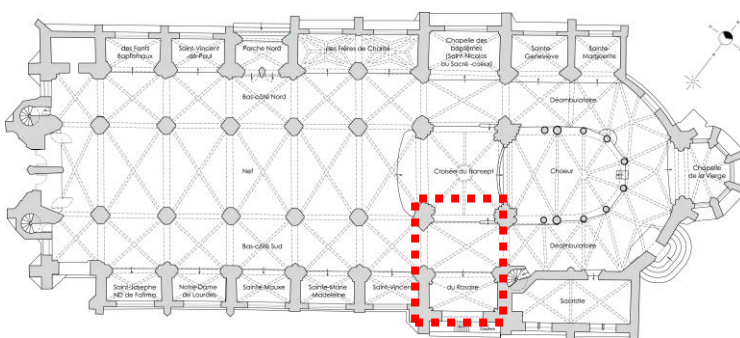 des Fonts
Baptismaux
Saint-Vincent
de-Paul
Porche Nord
des Frères de Charité
Chapelle des
baptêmes
(Saint-Nicolas
ou Sacré -coeur)
Sainte-
Geneviève
Sainte-
Marguerite
Bas-côté Nord
Déambulatoire
Nef
Croisée du transept
Choeur
Chapelle
de la Vierge
Bas-côté Sud
Déambulatoire
Saint-Josephe
ND de Fatima
Notre-Dame
de Lourdes
Sainte-Mauxe
Sainte-Marie
Madeleine
Saint-Vincent
du Rosaire
Sacristie